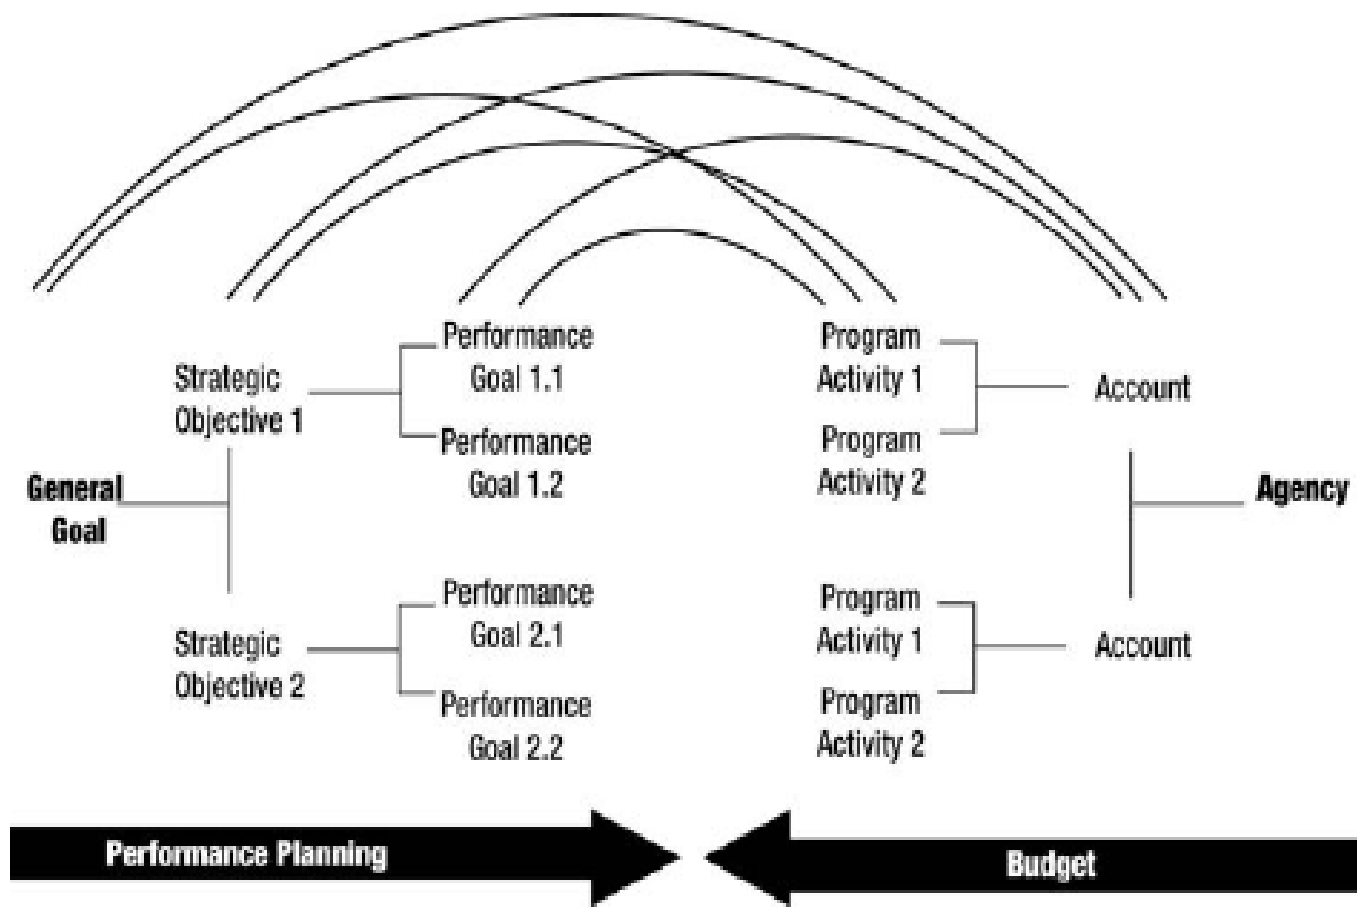 Performance
Goal 1.1
Strategic
Objective 1
Performance
Goal 1.2
General
Goal
Performance
Goal 2.1
Strategic
Objective 2
Performance
Goal 2.2
Program
Activity 1
Account
Program
Activity 2
Agency
Program
Activity 1
Account
Program
Activity 2
Performance Planning
Budget